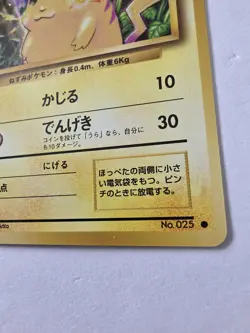 ねずみポケモン：身長0.4m、体重6Kg
かじる 10
でんげき 30
コインを投げて「うら」なら、自分に
も10ダメージ。
にげる
点
ほっぺたの両側に小さ
い電気袋をもつ。ピン
チのときに放電する。
No.025 ●